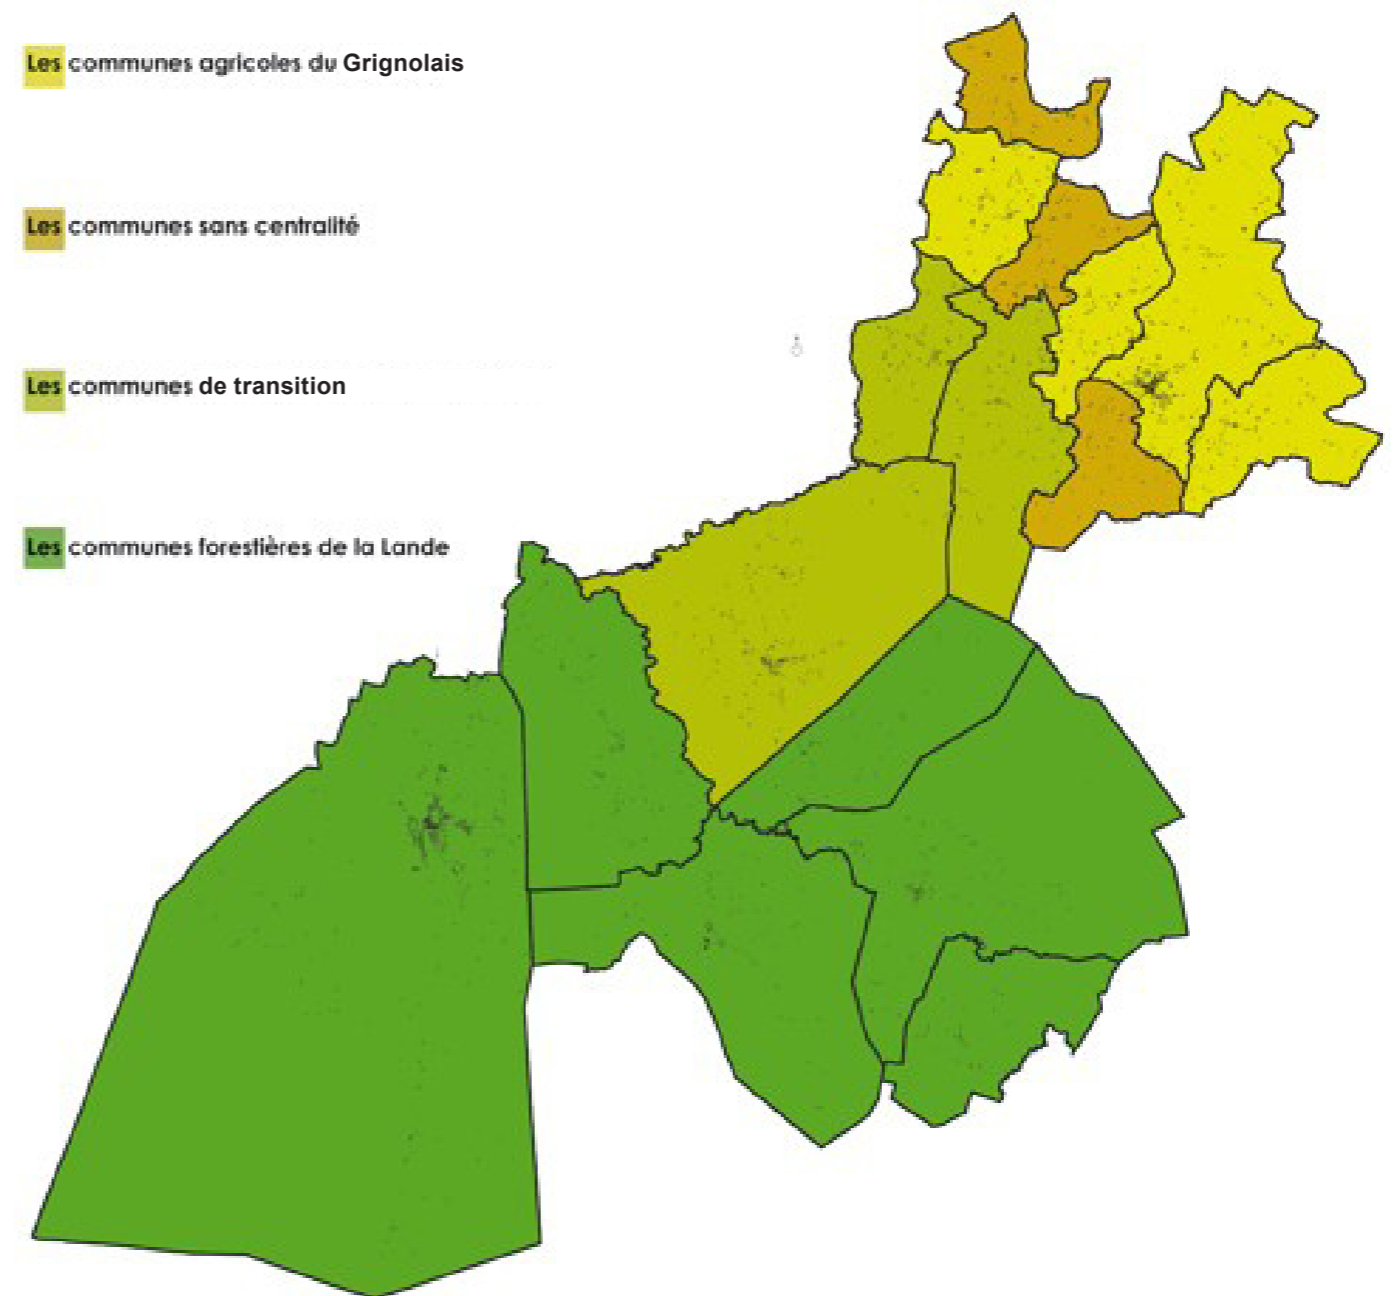 Les communes agricoles du Grignolais
Les communes sans centralité
Les communes de transition
Les communes forestières de la Lande